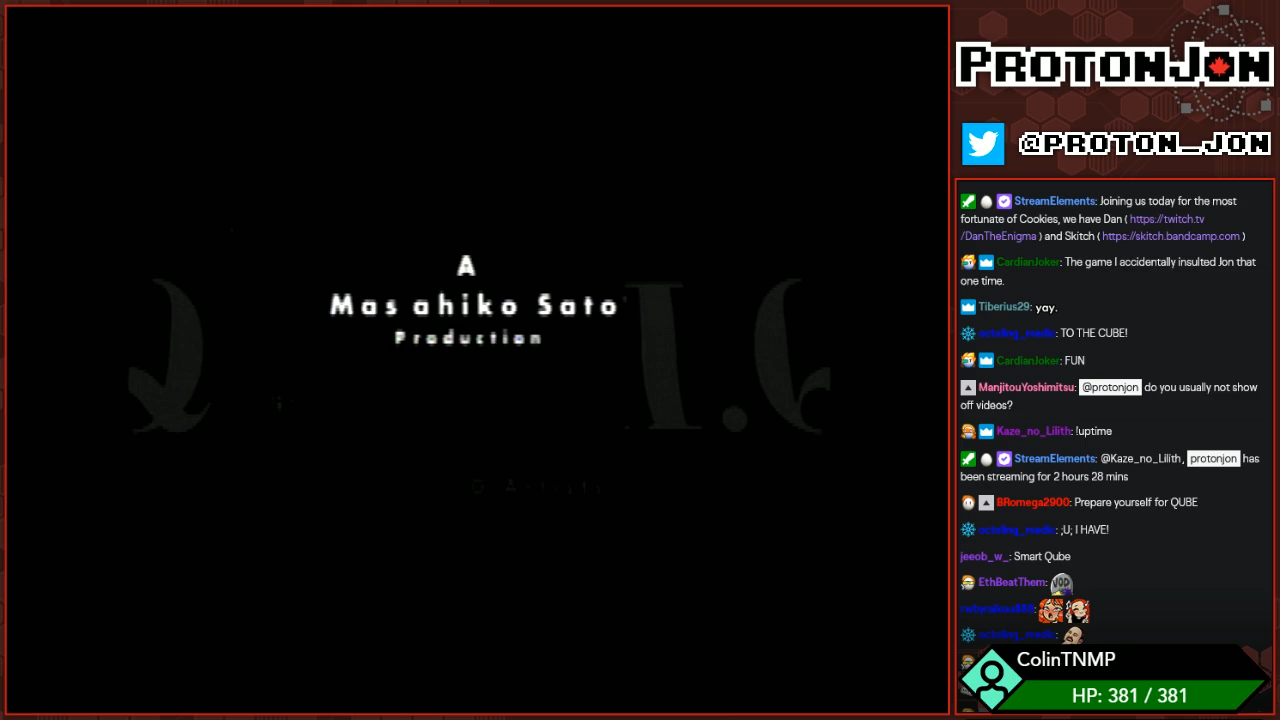 A
Masahiko Sato
Production
I.Q
PROTONJON
@PROTON_JON
StreamElements: Joining us today for the most
fortunate of Cookies, we have Dan ( https://twitch.tv
/DanTheEnigma ) and Skitch ( https://skitch.bandcamp.com )
CardianJoker: The game I accidentally insulted Jon that
one time.
Tiberius29: yay.
octoling_medic: TO THE CUBE!
CardianJoker: FUN
ManjitouYoshimitsu: @protonjon do you usually not show
off videos?
Kaze_no_Lilith: !uptime
StreamElements: @Kaze_no_Lilith, protonjon has
been streaming for 2 hours 28 mins
BRomega2900: Prepare yourself for QUBE
octoling_medic: ;U; I HAVE!
jeeob_w_: Smart Qube
EthBeatThem: VOD
octoling_medic:
ColinTNMP
HP: 381 / 381